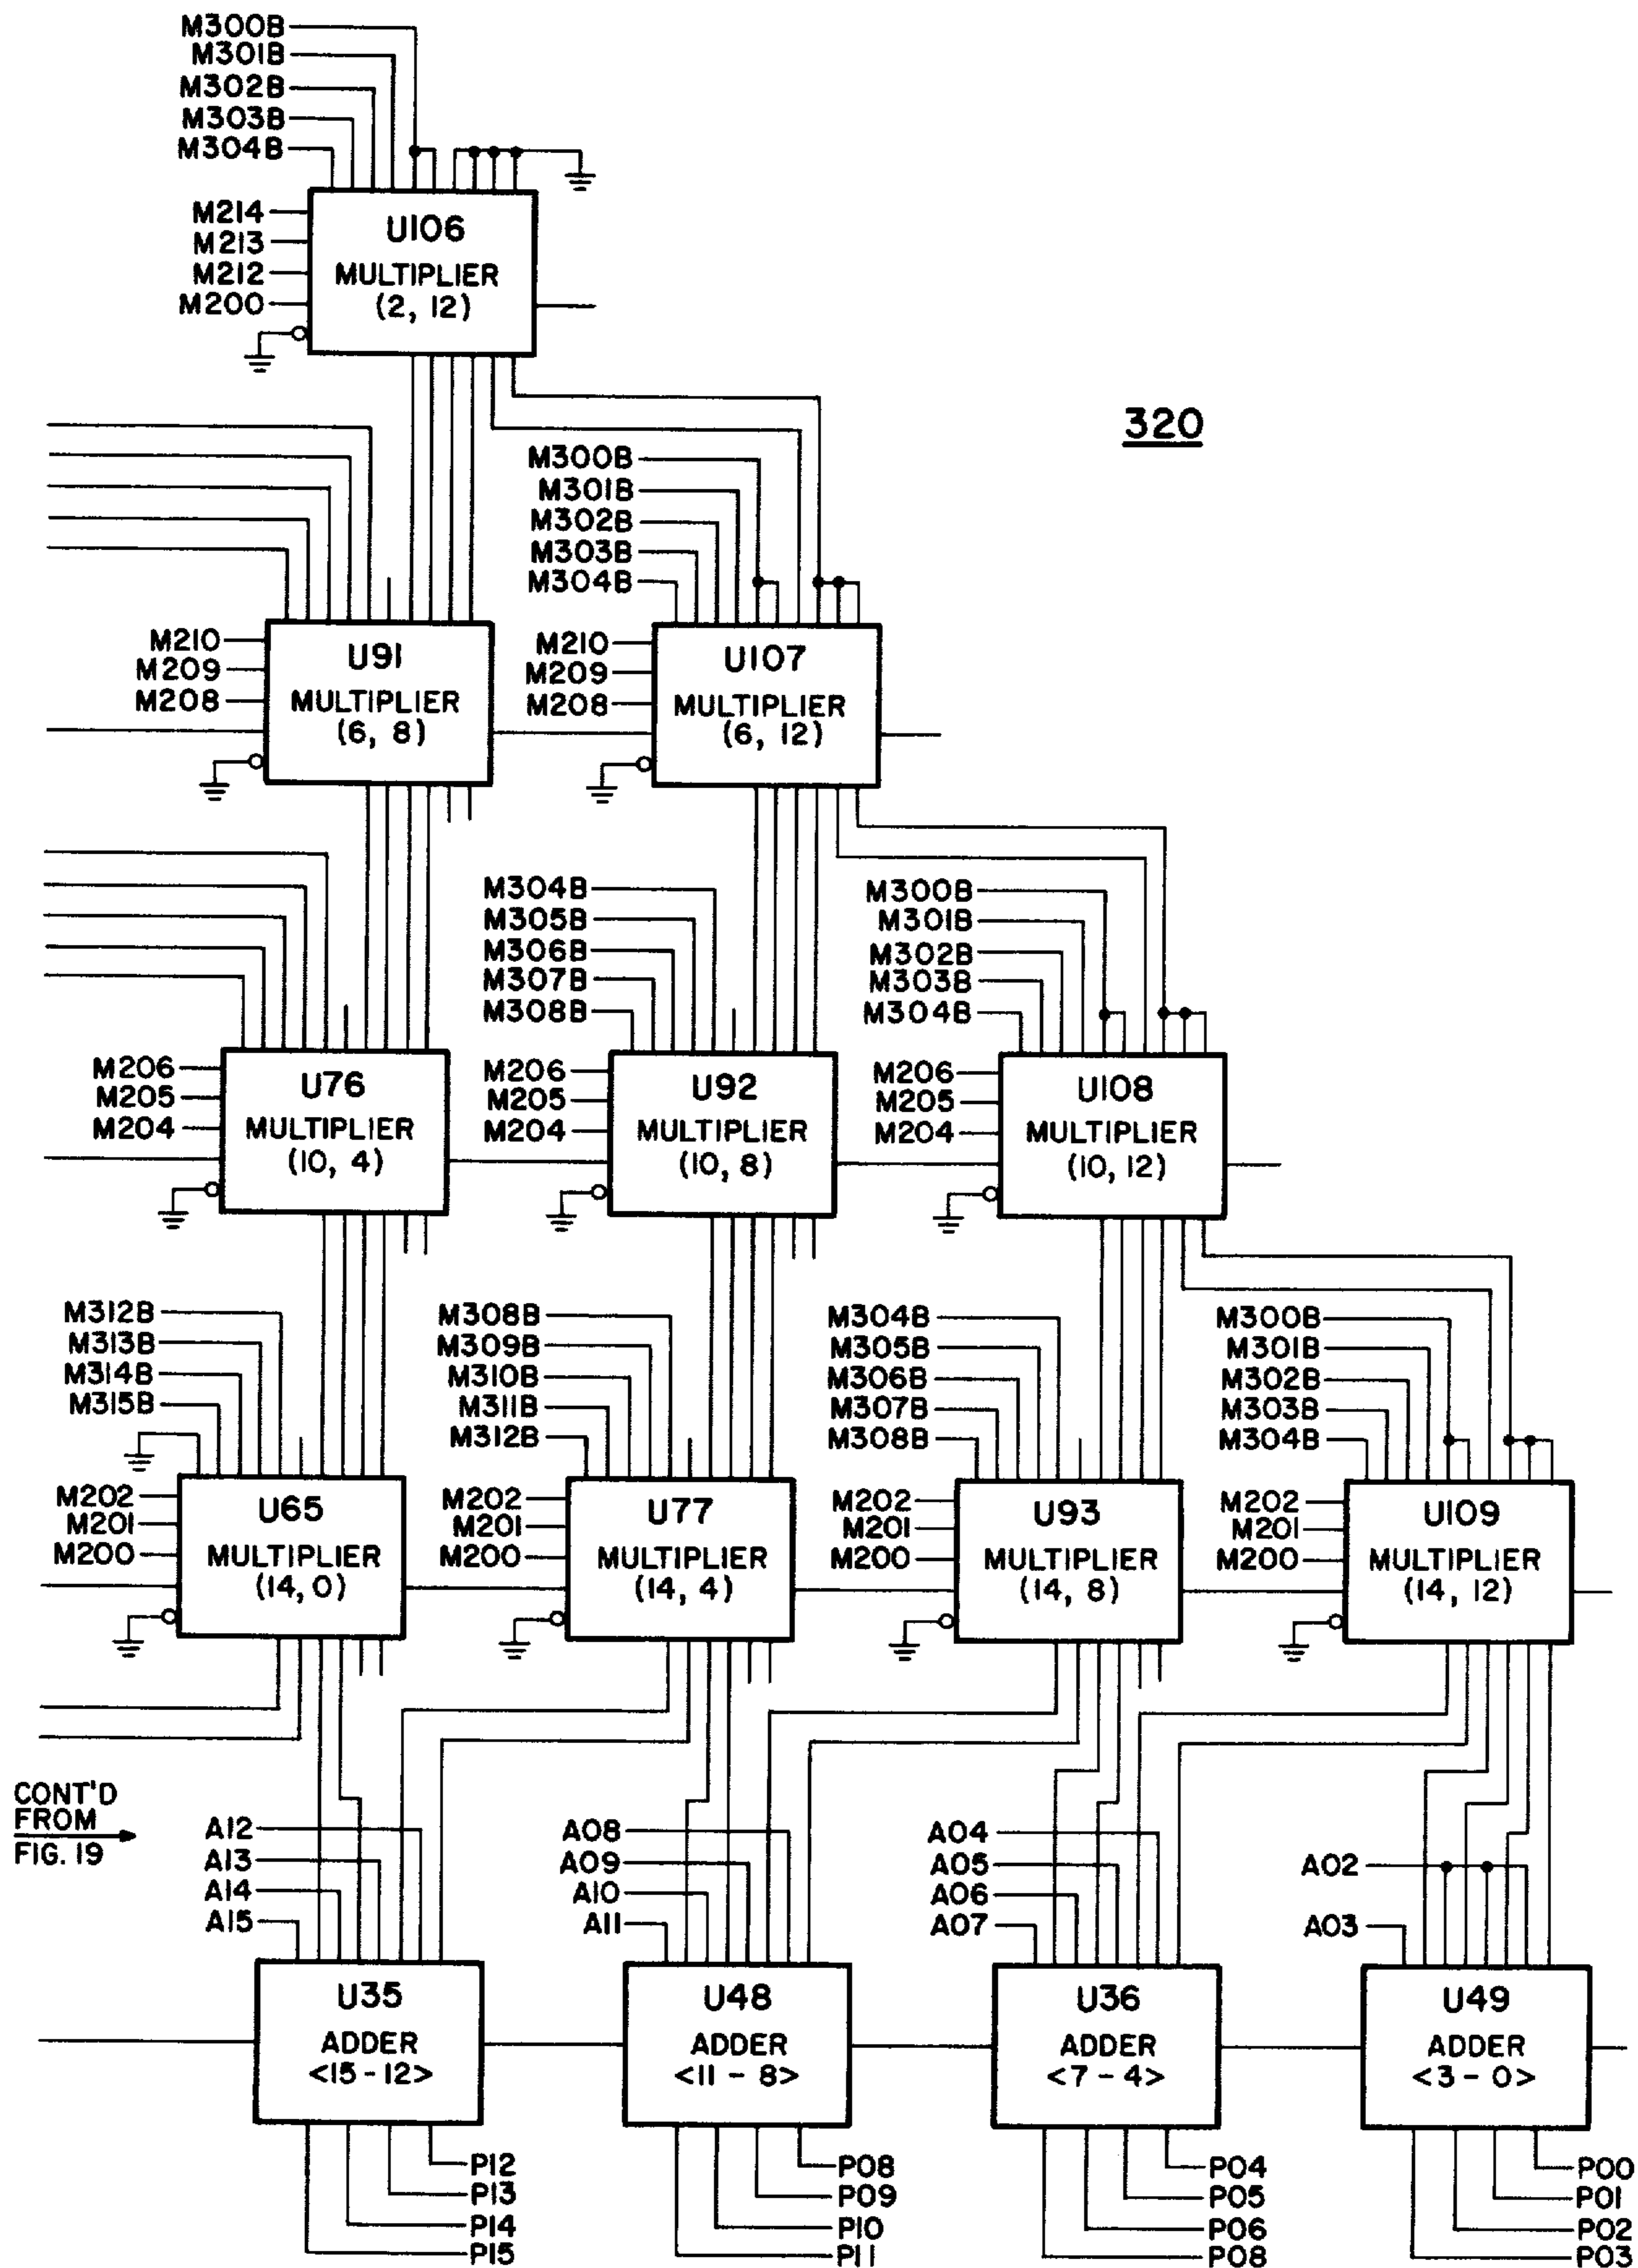 M300B
M301B
M302B
M303B
M304B
M214
M213
M212
M200
U106
MULTIPLIER
(2, 12)
320
M300B
M301B
M302B
M303B
M304B
M210
M209
M208
U91
MULTIPLIER
(6, 8)
M210
M209
M208
U107
MULTIPLIER
(6, 12)
M304B
M305B
M306B
M307B
M308B
M300B
M301B
M302B
M303B
M304B
M206
M205
M204
U76
MULTIPLIER
(10, 4)
M206
M205
M204
U92
MULTIPLIER
(10, 8)
M206
M205
M204
U108
MULTIPLIER
(10, 12)
M312B
M313B
M314B
M315B
M308B
M309B
M310B
M311B
M312B
M304B
M305B
M306B
M307B
M308B
M300B
M301B
M302B
M303B
M304B
M202
M201
M200
U65
MULTIPLIER
(14, 0)
M202
M201
M200
U77
MULTIPLIER
(14, 4)
M202
M201
M200
U93
MULTIPLIER
(14, 8)
M202
M201
M200
U109
MULTIPLIER
(14, 12)
CONT'D
FROM
FIG. 19
A12
A13
A14
A15
A08
A09
A10
A11
A04
A05
A06
A07
A02
A03
U35
ADDER
<15 - 12>
U48
ADDER
<11 - 8>
U36
ADDER
<7 - 4>
U49
ADDER
<3 - 0>
P12
P13
P14
P15
P08
P09
P10
P11
P04
P05
P06
P08
P00
P01
P02
P03